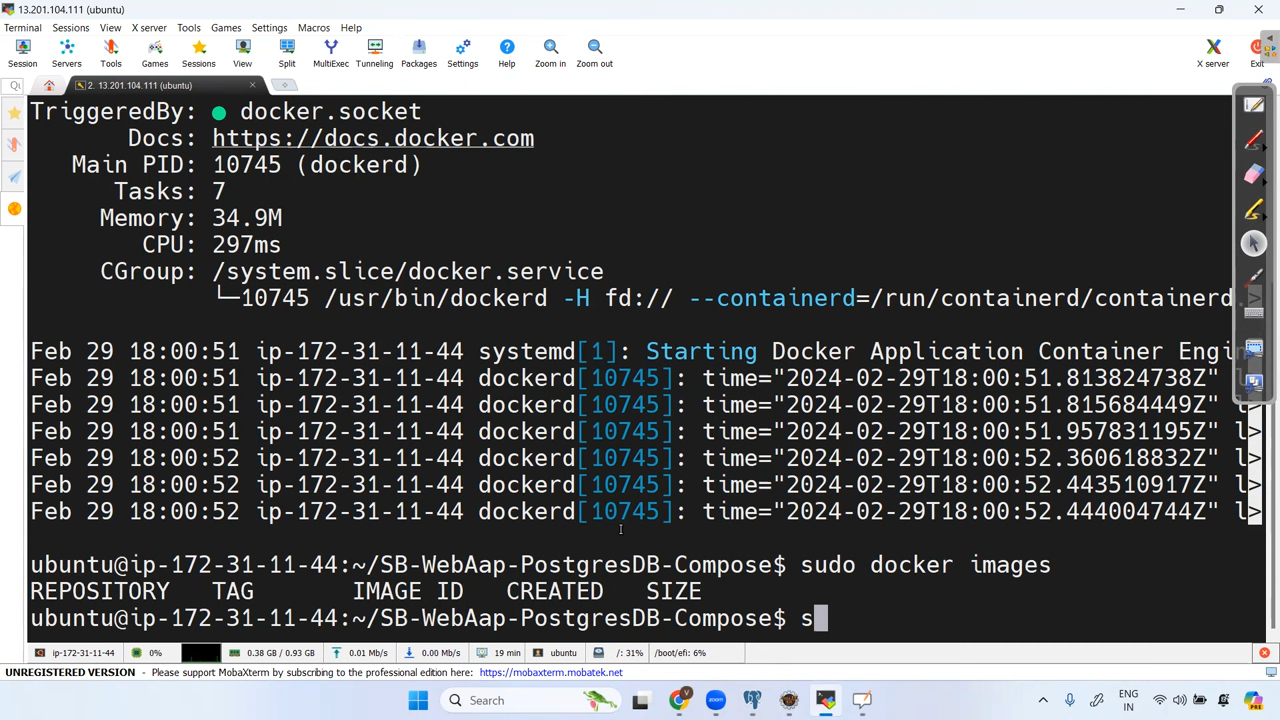 13.201.104.111 (ubuntu)
Terminal Sessions View X server Tools Games Settings Macros Help
Session Servers Tools Games Sessions View Split MultiExec Tunneling Packages Settings Help Zoom in Zoom out X server Exit
2. 13.201.104.111 (ubuntu)
TriggeredBy: ● docker.socket
Docs: https://docs.docker.com
Main PID: 10745 (dockerd)
Tasks: 7
Memory: 34.9M
CPU: 297ms
CGroup: /system.slice/docker.service
└─10745 /usr/bin/dockerd -H fd:// --containerd=/run/containerd/containerd.>
Feb 29 18:00:51 ip-172-31-11-44 systemd[1]: Starting Docker Application Container Engin
Feb 29 18:00:51 ip-172-31-11-44 dockerd[10745]: time="2024-02-29T18:00:51.813824738Z" l>
Feb 29 18:00:51 ip-172-31-11-44 dockerd[10745]: time="2024-02-29T18:00:51.815684449Z" l>
Feb 29 18:00:51 ip-172-31-11-44 dockerd[10745]: time="2024-02-29T18:00:51.957831195Z" l>
Feb 29 18:00:52 ip-172-31-11-44 dockerd[10745]: time="2024-02-29T18:00:52.360618832Z" l>
Feb 29 18:00:52 ip-172-31-11-44 dockerd[10745]: time="2024-02-29T18:00:52.443510917Z" l>
Feb 29 18:00:52 ip-172-31-11-44 dockerd[10745]: time="2024-02-29T18:00:52.444004744Z" l>
ubuntu@ip-172-31-11-44:~/SB-WebAap-PostgresDB-Compose$ sudo docker images
REPOSITORY TAG IMAGE ID CREATED SIZE
ubuntu@ip-172-31-11-44:~/SB-WebAap-PostgresDB-Compose$ s
ip-172-31-11-44 0% 0.38 GB / 0.93 GB 0.01 Mb/s 0.00 Mb/s 19 min ubuntu /: 31% /boot/efi: 6%
UNREGISTERED VERSION - Please support MobaXterm by subscribing to the professional edition here: https://mobaxterm.mobatek.net
Search ENG
IN